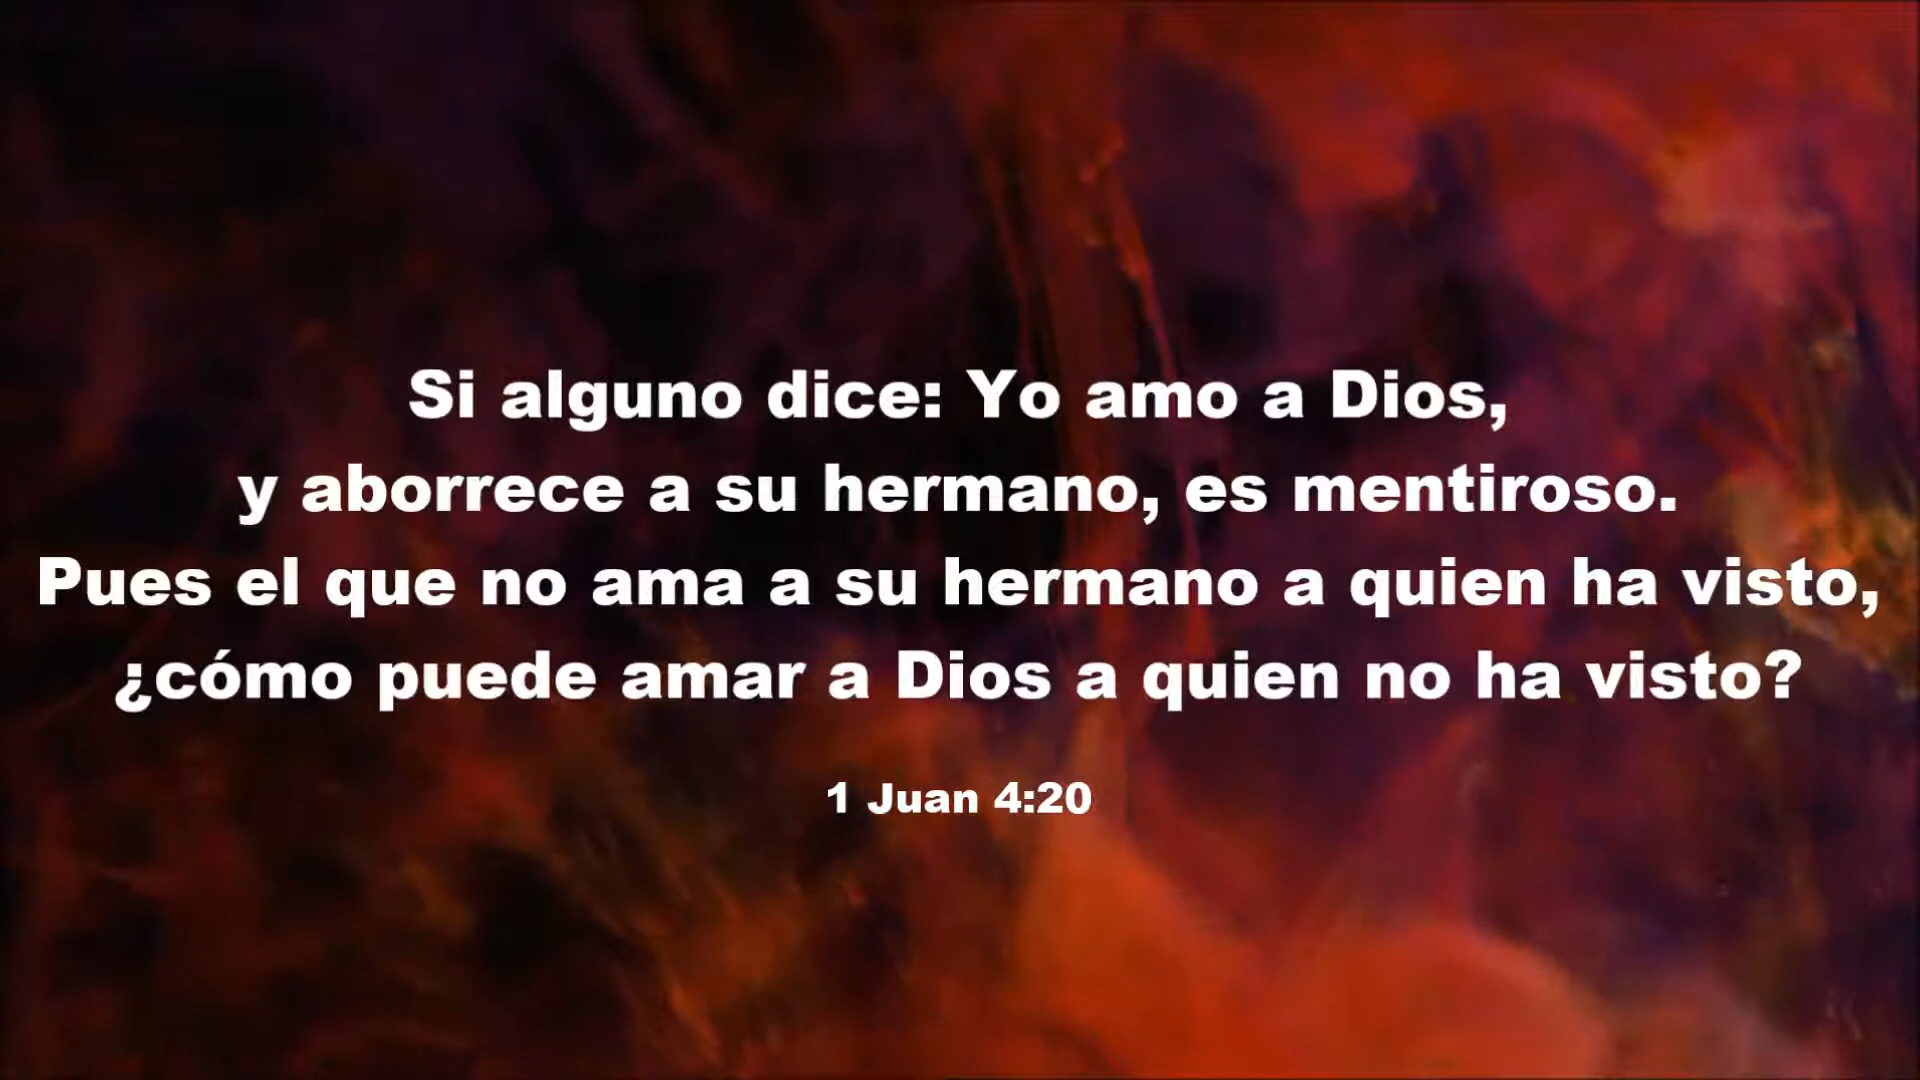 Si alguno dice: Yo amo a Dios,
y aborrece a su hermano, es mentiroso.
Pues el que no ama a su hermano a quien ha visto,
¿cómo puede amar a Dios a quien no ha visto?
1 Juan 4:20